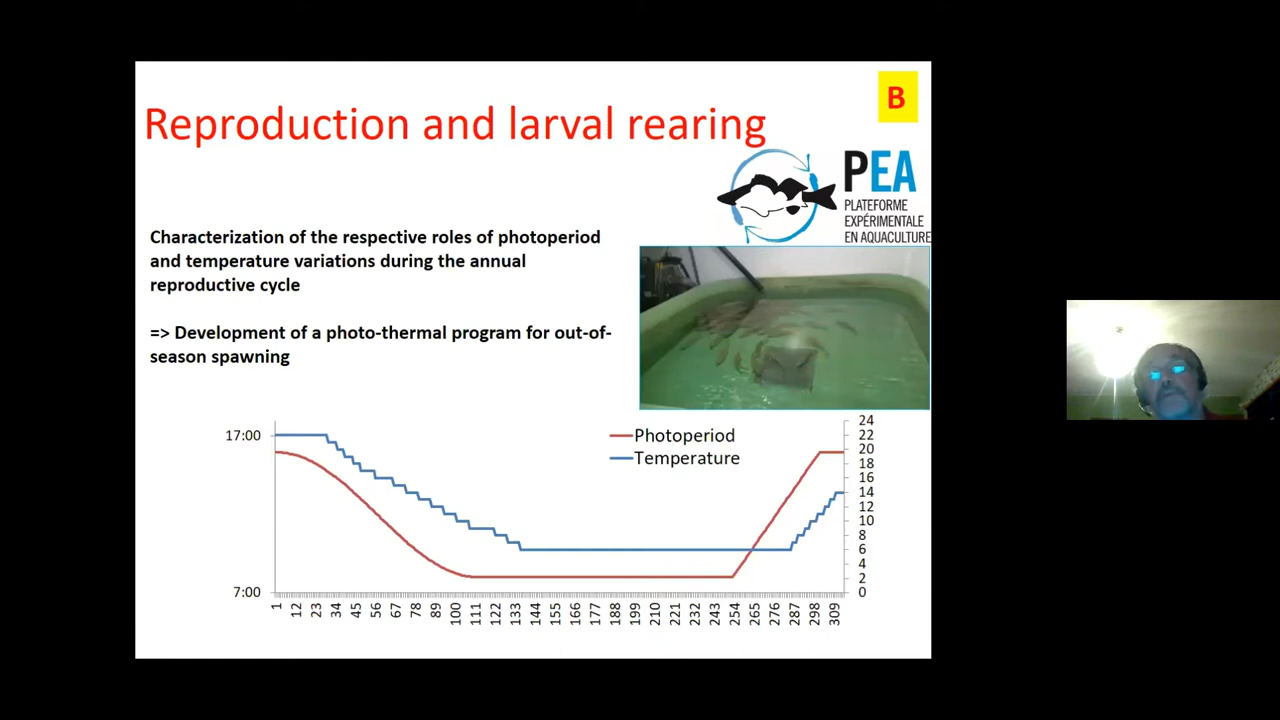 B
Reproduction and larval rearing
PEA
PLATEFORME
EXPÉRIMENTALE
EN AQUACULTURE
Characterization of the respective roles of photoperiod
and temperature variations during the annual
reproductive cycle
=> Development of a photo-thermal program for out-of-
season spawning
Photoperiod
Temperature
17:00
7:00
24
22
20
18
16
14
12
10
8
6
4
2
0
1 12 23 34 45 56 67 78 89 100 111 122 133 144 155 166 177 188 199 210 221 232 243 254 265 276 287 298 309